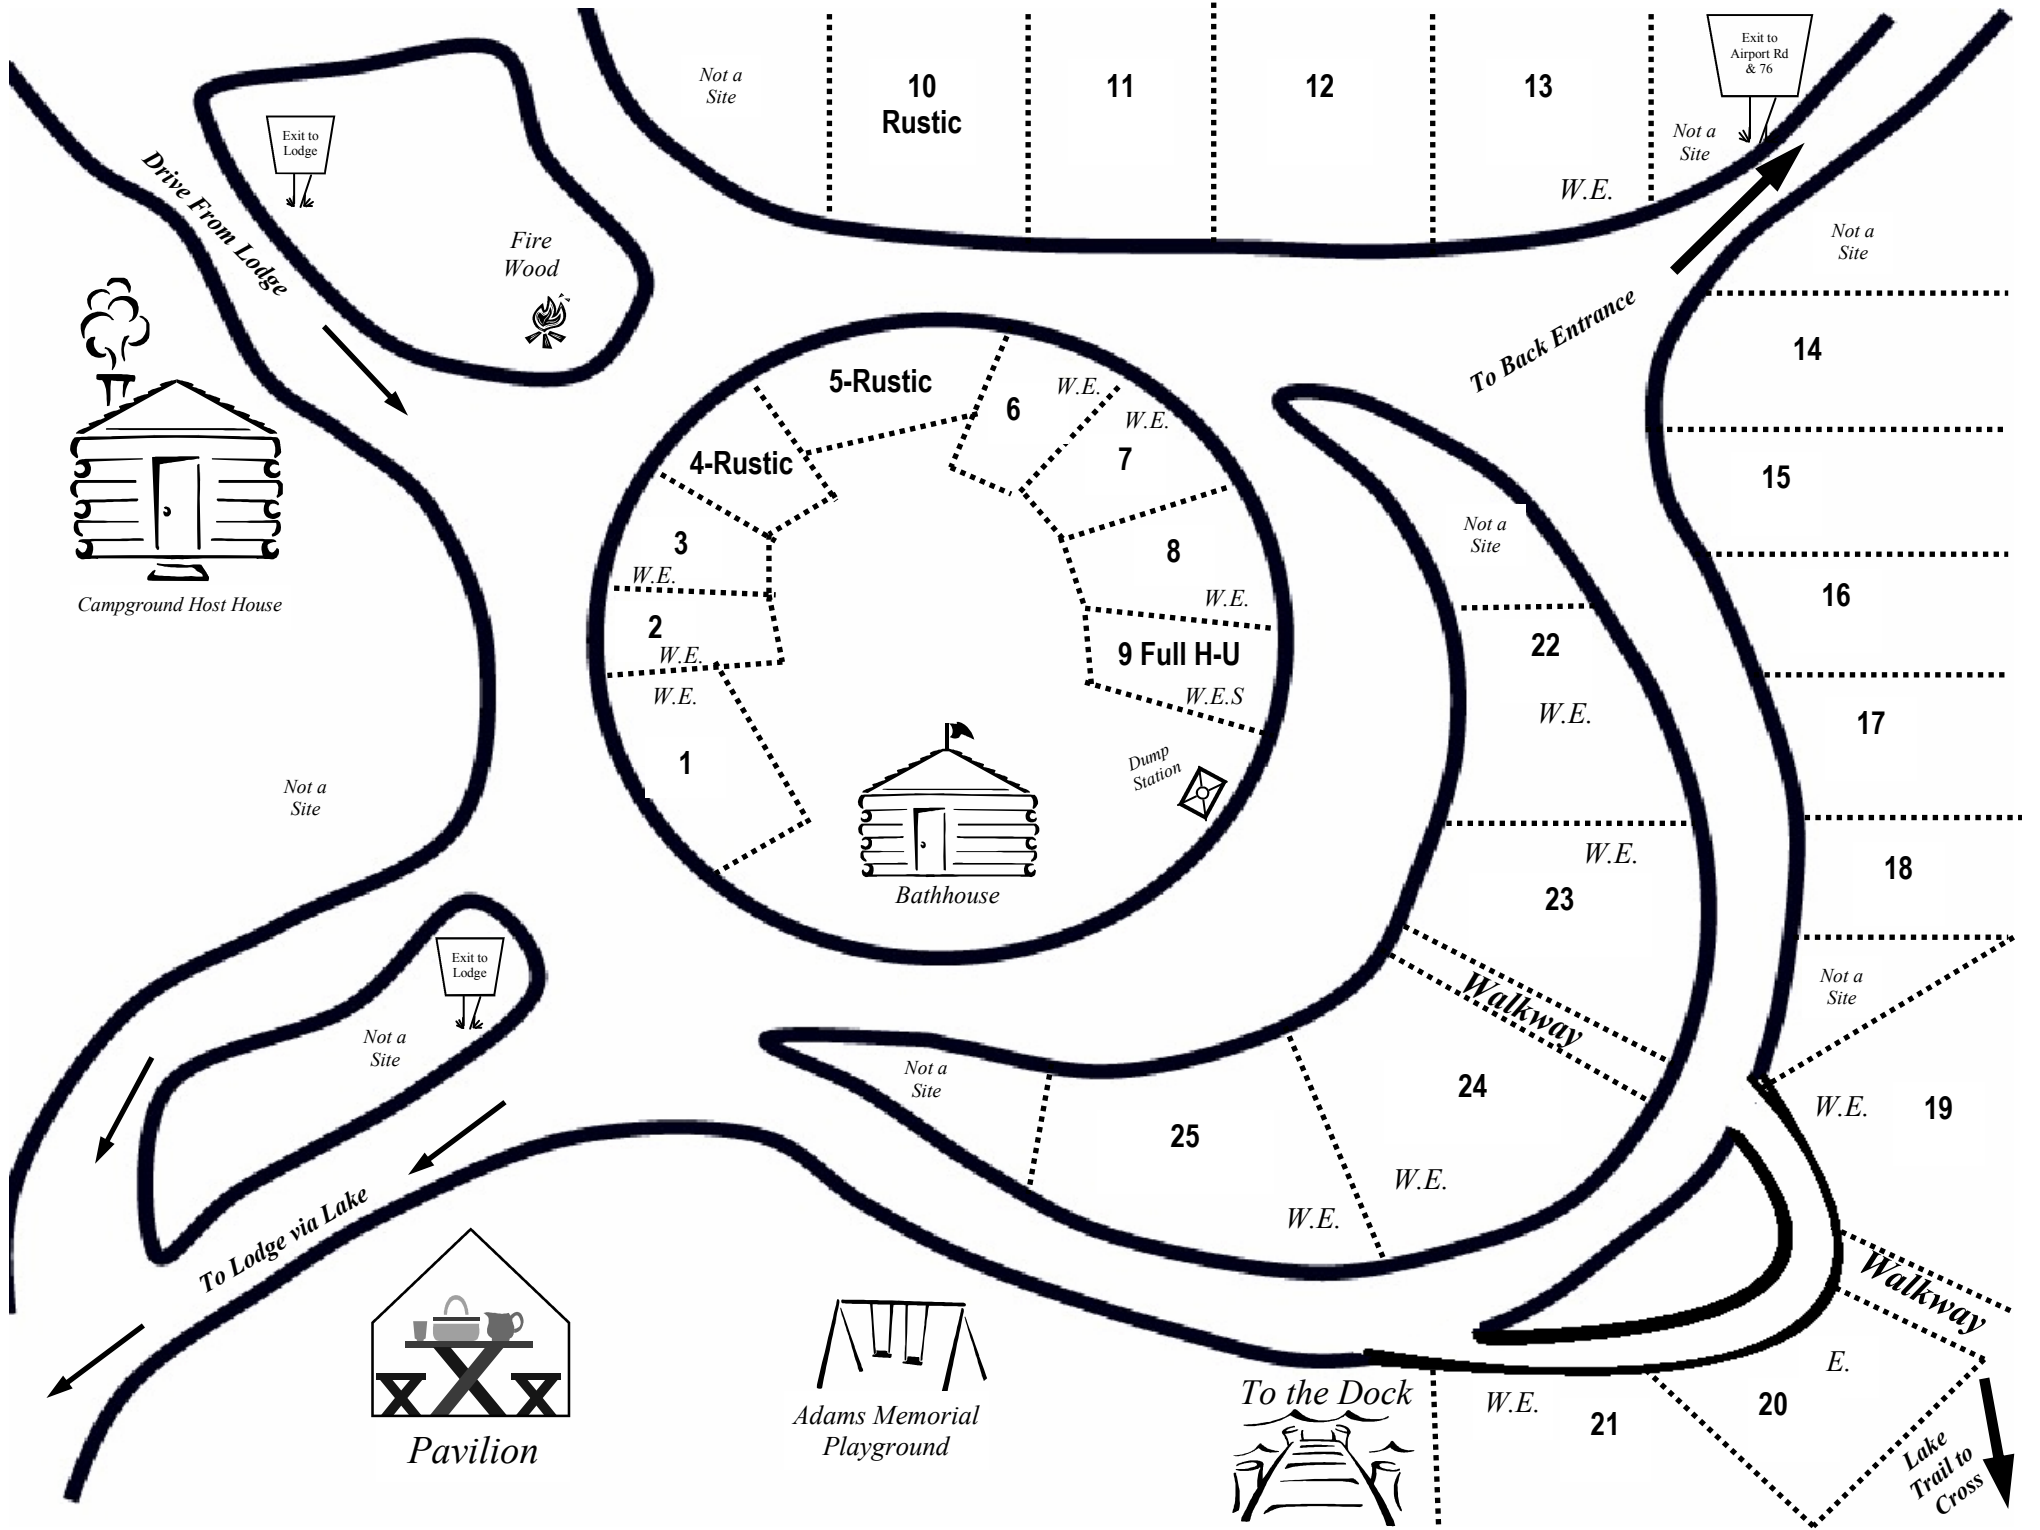 Not a
Site
10
Rustic
11
12
13
W.E.
Exit to
Airport Rd
& 76
Not a
Site
Exit to
Lodge
Drive From Lodge
Fire
Wood
Not a
Site
To Back Entrance
14
15
16
17
18
Campground Host House
5-Rustic
4-Rustic
6
W.E.
W.E.
7
3
W.E.
8
W.E.
2
W.E.
9 Full H-U
W.E.S
W.E.
1
Dump
Station
Bathhouse
Not a
Site
22
W.E.
W.E.
23
Walkway
Not a
Site
Exit to
Lodge
Not a
Site
Not a
Site
Not a
Site
24
W.E.
25
W.E.
W.E.
19
To Lodge via Lake
Walkway
E.
20
W.E.
21
Lake
Trail to
Cross
To the Dock
Adams Memorial
Playground
Pavilion